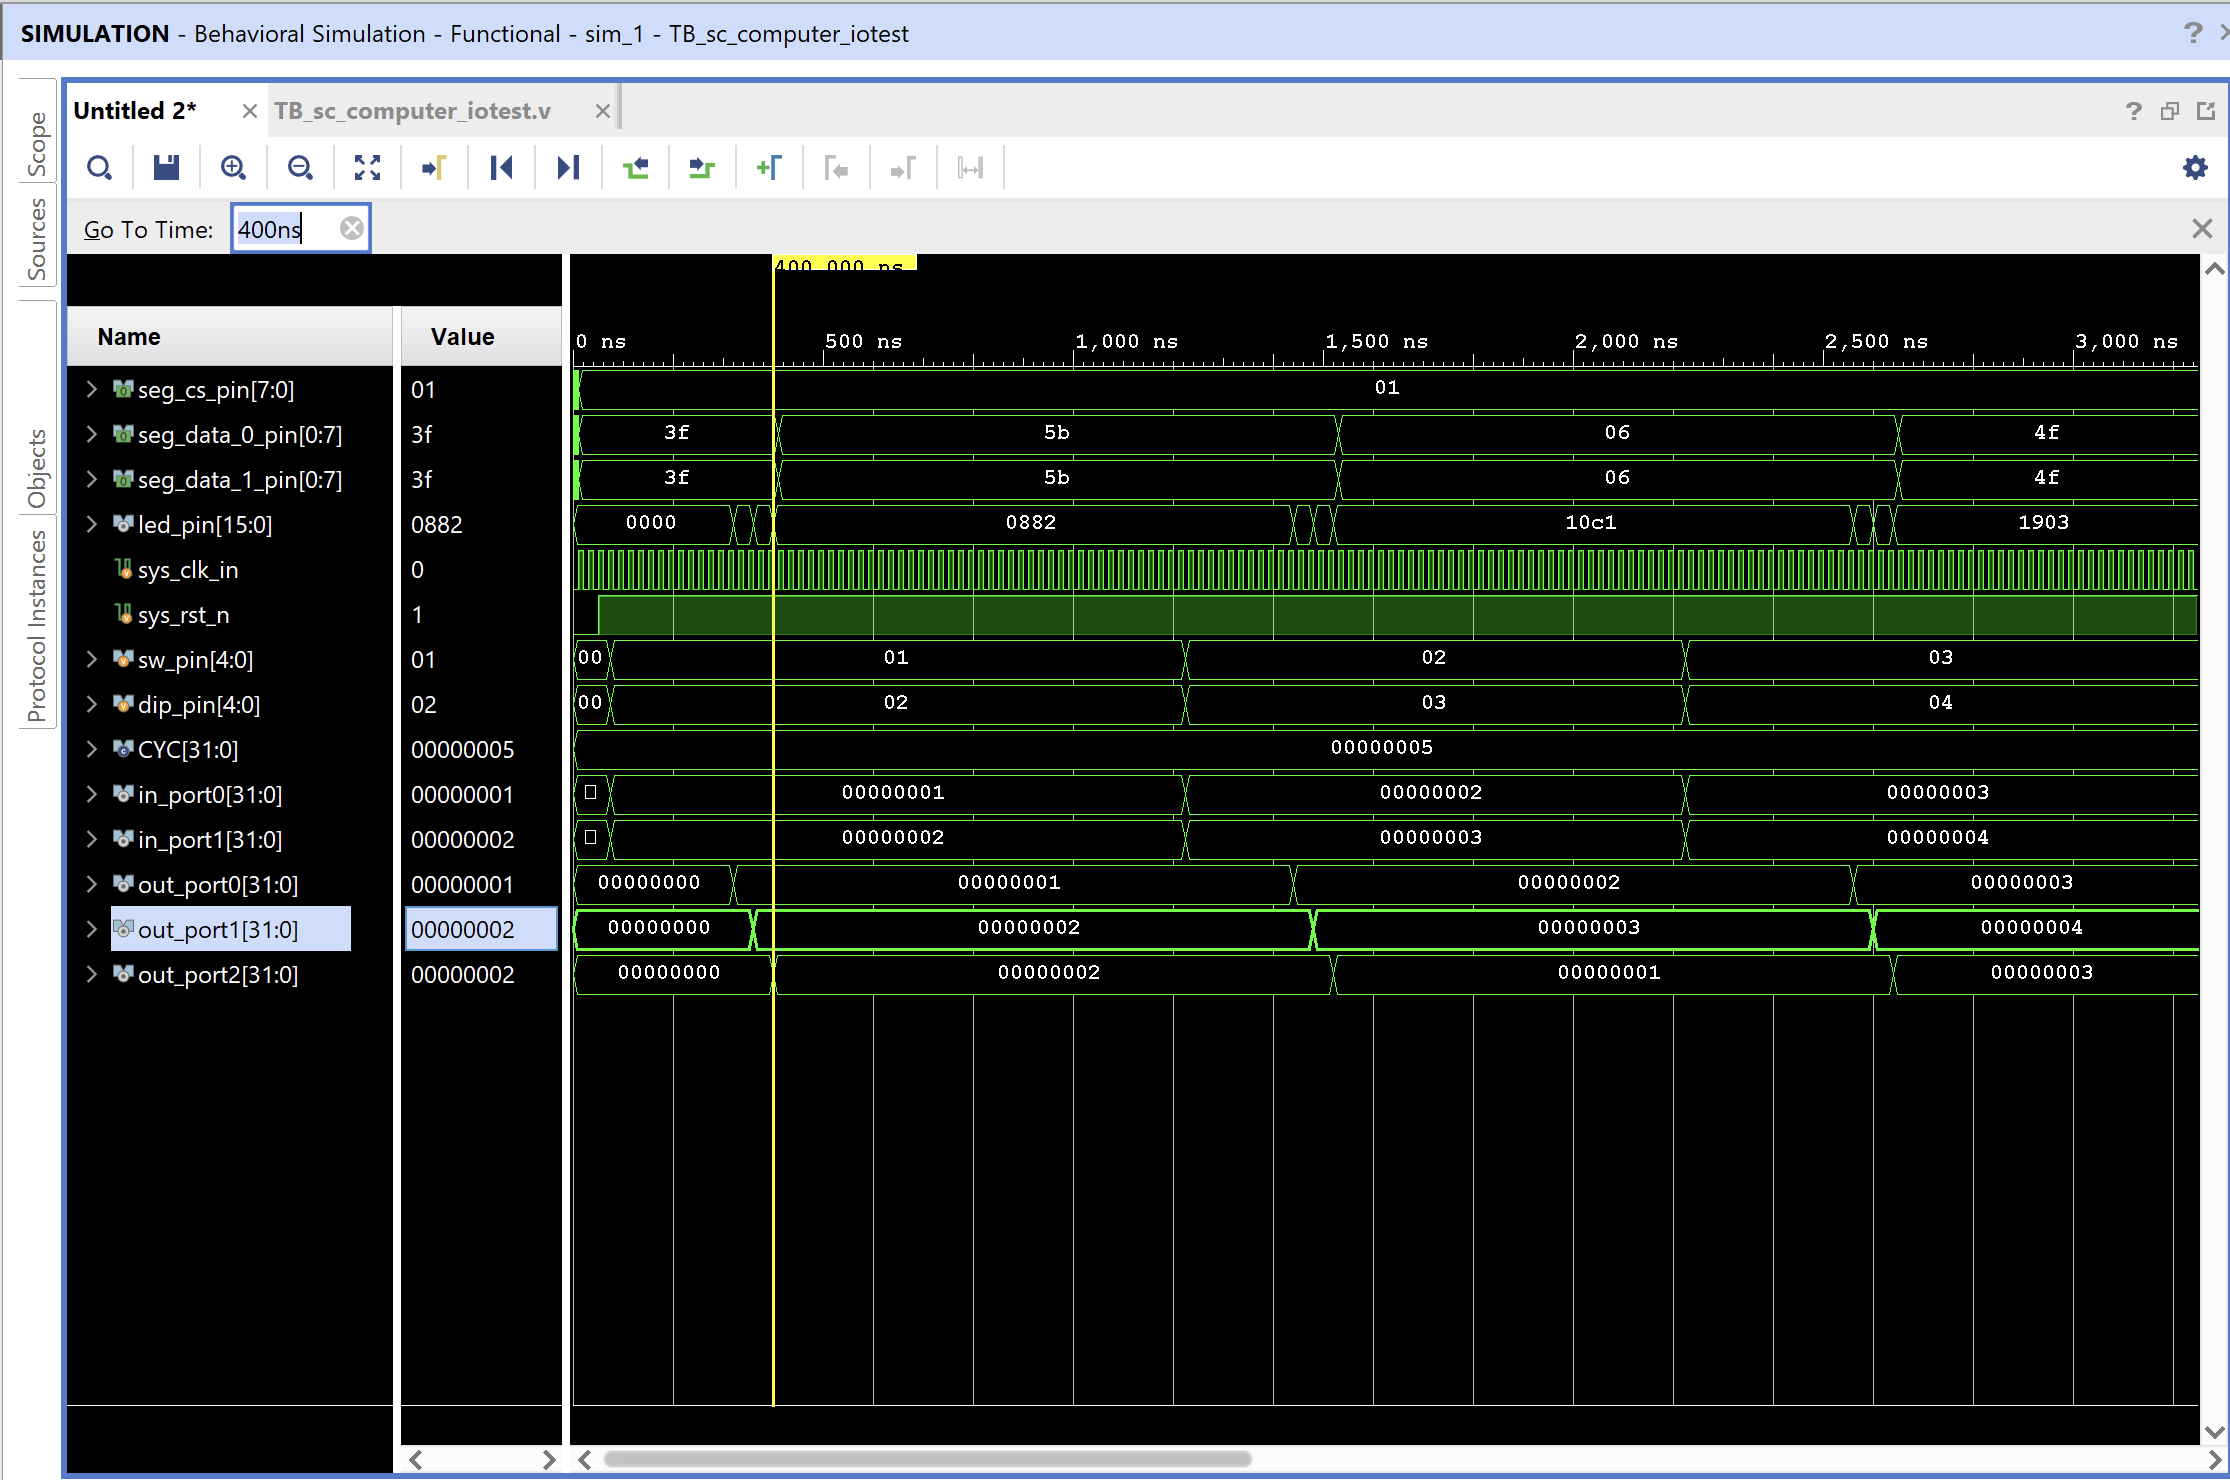 SIMULATION - Behavioral Simulation - Functional - sim_1 - TB_sc_computer_iotest
Scope
Sources
Objects
Protocol Instances
Untitled 2* TB_sc_computer_iotest.v
Go To Time: 400ns
400.000 ns
Name Value
0 ns 500 ns 1,000 ns 1,500 ns 2,000 ns 2,500 ns 3,000 ns
seg_cs_pin[7:0] 01 01
seg_data_0_pin[0:7] 3f 3f 5b 06 4f
seg_data_1_pin[0:7] 3f 3f 5b 06 4f
led_pin[15:0] 0882 0000 0882 10c1 1903
sys_clk_in 0
sys_rst_n 1
sw_pin[4:0] 01 00 01 02 03
dip_pin[4:0] 02 00 02 03 04
CYC[31:0] 00000005 00000005
in_port0[31:0] 00000001 00000001 00000002 00000003
in_port1[31:0] 00000002 00000002 00000003 00000004
out_port0[31:0] 00000001 00000000 00000001 00000002 00000003
out_port1[31:0] 00000002 00000000 00000002 00000003 00000004
out_port2[31:0] 00000002 00000000 00000002 00000001 00000003